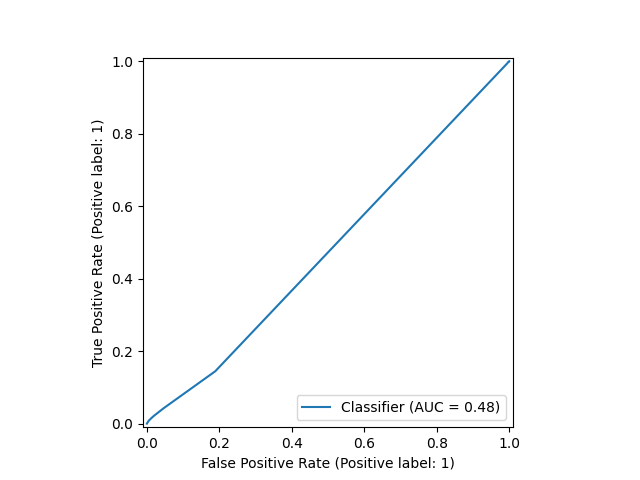 1.0
0.8
0.6
0.4
0.2
0.0
True Positive Rate (Positive label: 1)
Classifier (AUC = 0.48)
0.0 0.2 0.4 0.6 0.8 1.0
False Positive Rate (Positive label: 1)